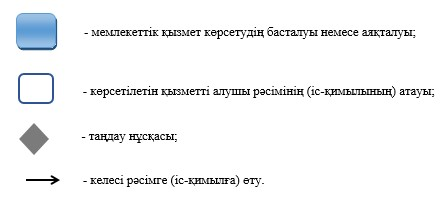 - мемлекеттік қызмет көрсетудің басталуы немесе аяқталуы;
- көрсетілетін қызметті алушы рәсімінің (іс-қимылының) атауы;
- таңдау нұсқасы;
- келесі рәсімге (іс-қимылға) өту.